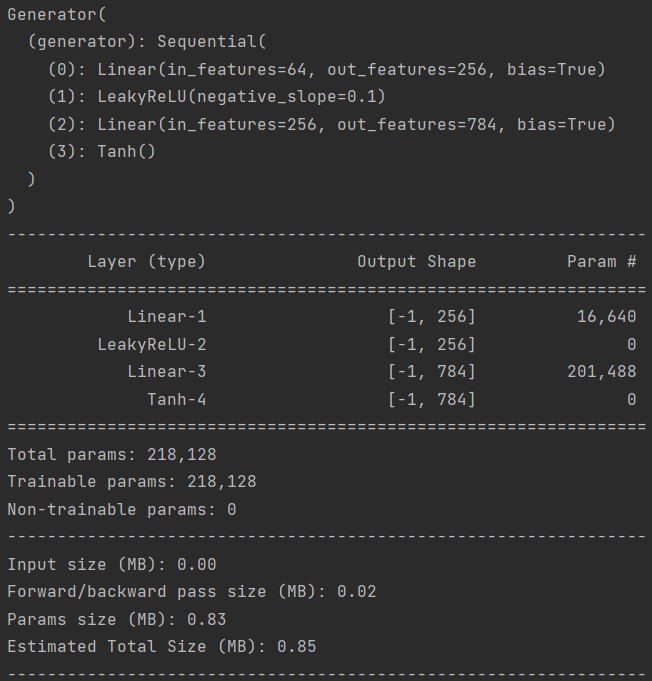 Generator(
  (generator): Sequential(
    (0): Linear(in_features=64, out_features=256, bias=True)
    (1): LeakyReLU(negative_slope=0.1)
    (2): Linear(in_features=256, out_features=784, bias=True)
    (3): Tanh()
  )
)
----------------------------------------------------------------
        Layer (type)               Output Shape         Param #
================================================================
            Linear-1                  [-1, 256]          16,640
         LeakyReLU-2                  [-1, 256]               0
            Linear-3                  [-1, 784]         201,488
              Tanh-4                  [-1, 784]               0
================================================================
Total params: 218,128
Trainable params: 218,128
Non-trainable params: 0
----------------------------------------------------------------
Input size (MB): 0.00
Forward/backward pass size (MB): 0.02
Params size (MB): 0.83
Estimated Total Size (MB): 0.85
----------------------------------------------------------------